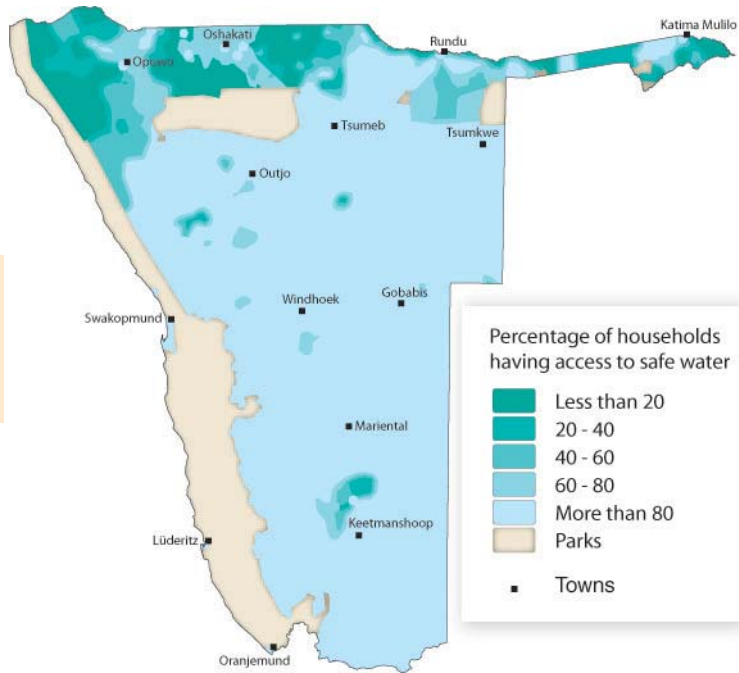 Katima Mulilo
Oshakati
Rundu
Opuwo
Tsumeb
Tsumkwe
Outjo
Windhoek
Gobabis
Swakopmund
Mariental
Lüderitz
Keetmanshoop
Oranjemund
Percentage of households
having access to safe water
Less than 20
20 - 40
40 - 60
60 - 80
More than 80
Parks
Towns